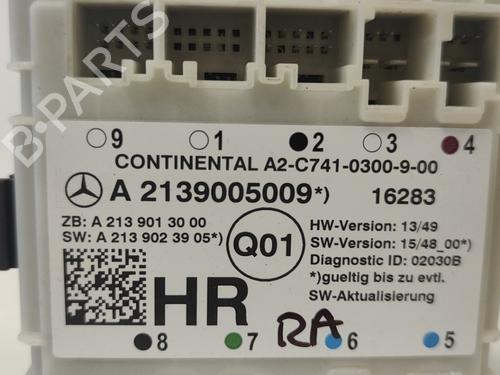 B-PARTS
9 1 2 3 4
CONTINENTAL A2-C741-0300-9-00
A 2139005009*) 16283
ZB: A 213 901 30 00
SW: A 213 902 39 05*)
Q01
HW-Version: 13/49
SW-Version: 15/48_00*)
Diagnostic ID: 02030B
*)gueltig bis zu evtl.
SW-Aktualisierung
HR
RA
8 7 6 5